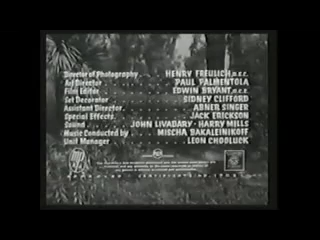 Director of Photography . . . . HENRY FREULICH, A.S.C.
Art Director . . . . . . . . . . PAUL PALMENTOLA
Film Editor . . . . . . . . . . EDWIN BRYANT, A.C.E.
Set Decorator . . . . . . . . . SIDNEY CLIFFORD
Assistant Director . . . . . . . ABNER SINGER
Special Effects . . . . . . . . . JACK ERICKSON
Sound . . . . . . JOHN LIVADARY - HARRY MILLS
Music Conducted by . . . MISCHA BAKALEINIKOFF
Unit Manager . . . . . . . . . . LEON CHOOLUCK
RCA